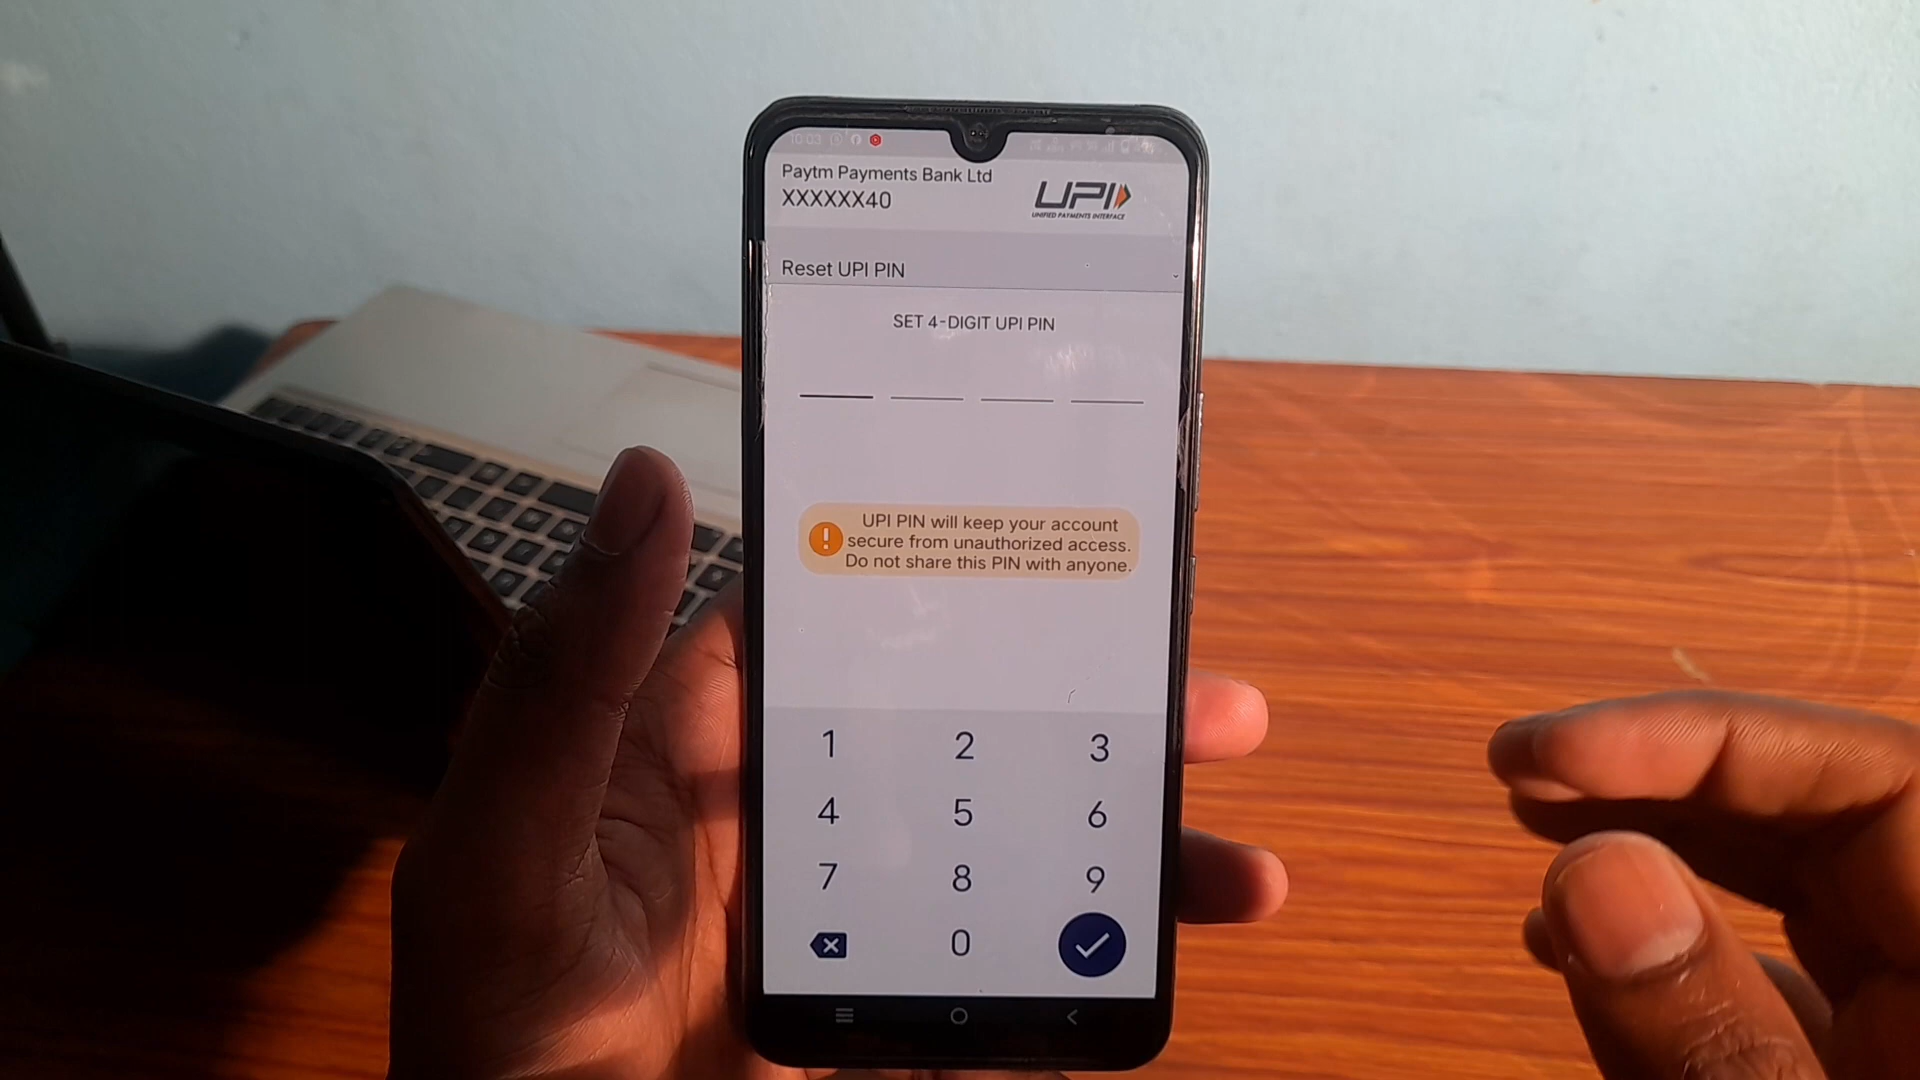 10:03
Paytm Payments Bank Ltd
XXXXXX40
UPI
UNIFIED PAYMENTS INTERFACE
Reset UPI PIN
SET 4-DIGIT UPI PIN
UPI PIN will keep your account
secure from unauthorized access.
Do not share this PIN with anyone.
1 2 3
4 5 6
7 8 9
0